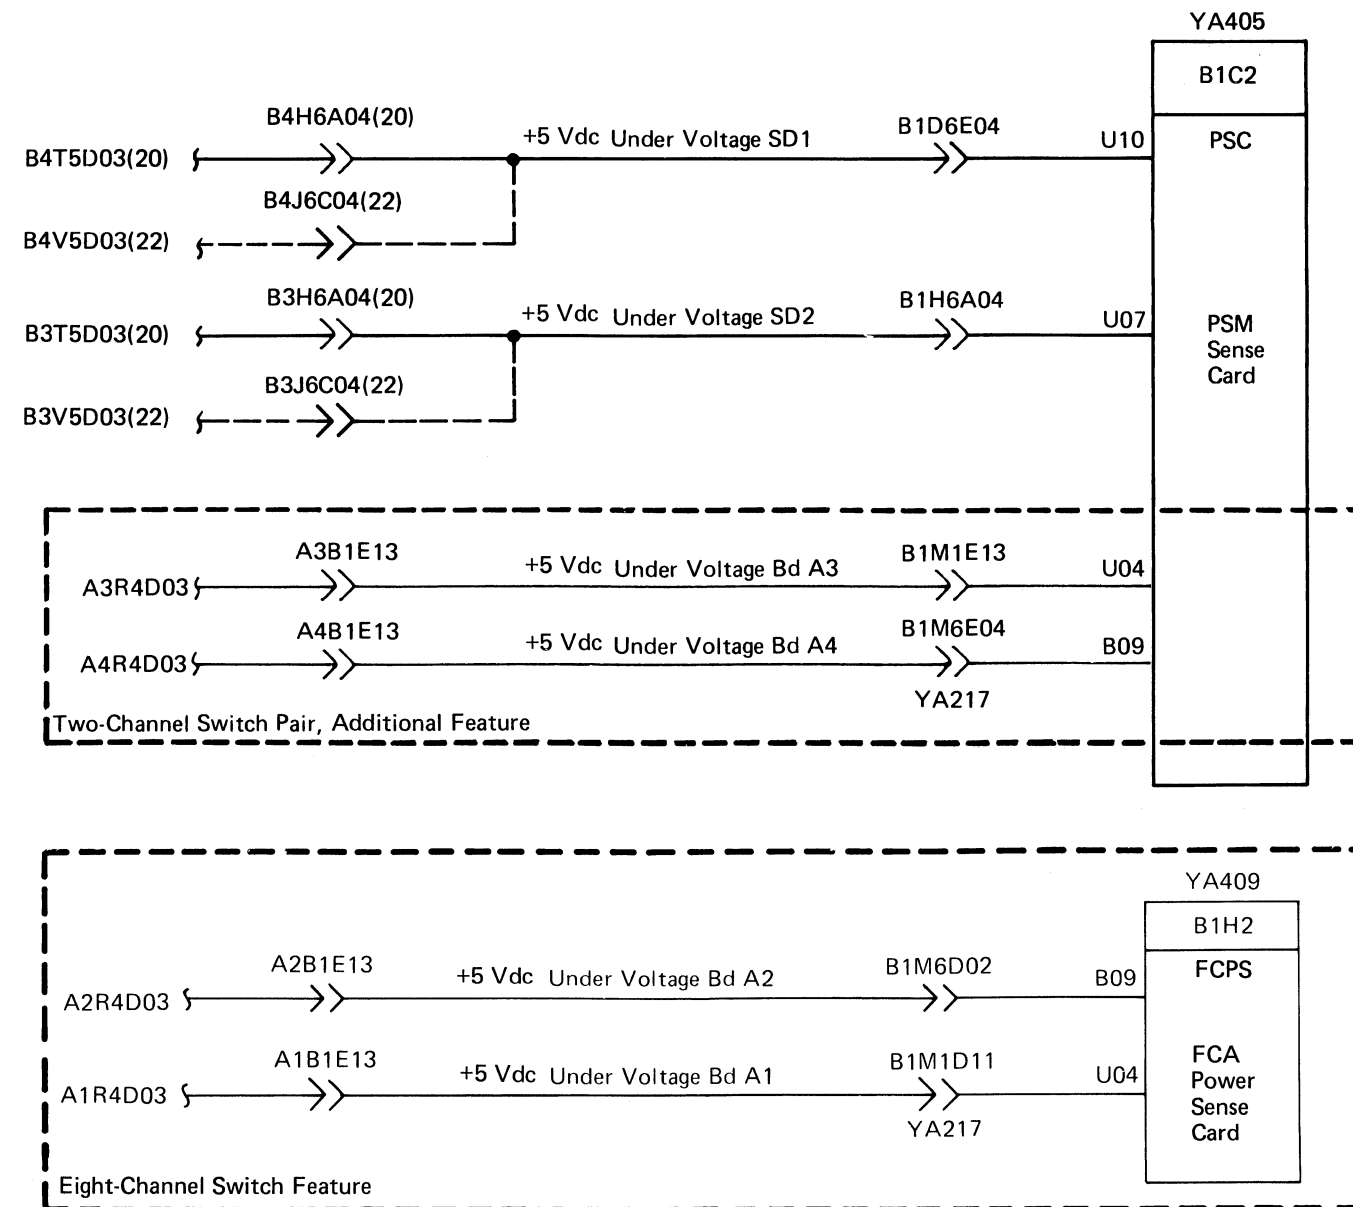 YA405
B1C2
B4H6A04(20)
+5 Vdc Under Voltage SD1
B1D6E04
B4T5D03(20)
U10
PSC
B4J6C04(22)
B4V5D03(22)
B3H6A04(20)
+5 Vdc Under Voltage SD2
B1H6A04
B3T5D03(20)
U07
PSM
Sense
Card
B3J6C04(22)
B3V5D03(22)
A3B1E13
+5 Vdc Under Voltage Bd A3
B1M1E13
A3R4D03
U04
A4B1E13
+5 Vdc Under Voltage Bd A4
B1M6E04
A4R4D03
B09
YA217
Two-Channel Switch Pair, Additional Feature
YA409
B1H2
A2B1E13
+5 Vdc Under Voltage Bd A2
B1M6D02
A2R4D03
B09
FCPS
A1B1E13
+5 Vdc Under Voltage Bd A1
B1M1D11
A1R4D03
U04
FCA
Power
Sense
Card
YA217
Eight-Channel Switch Feature